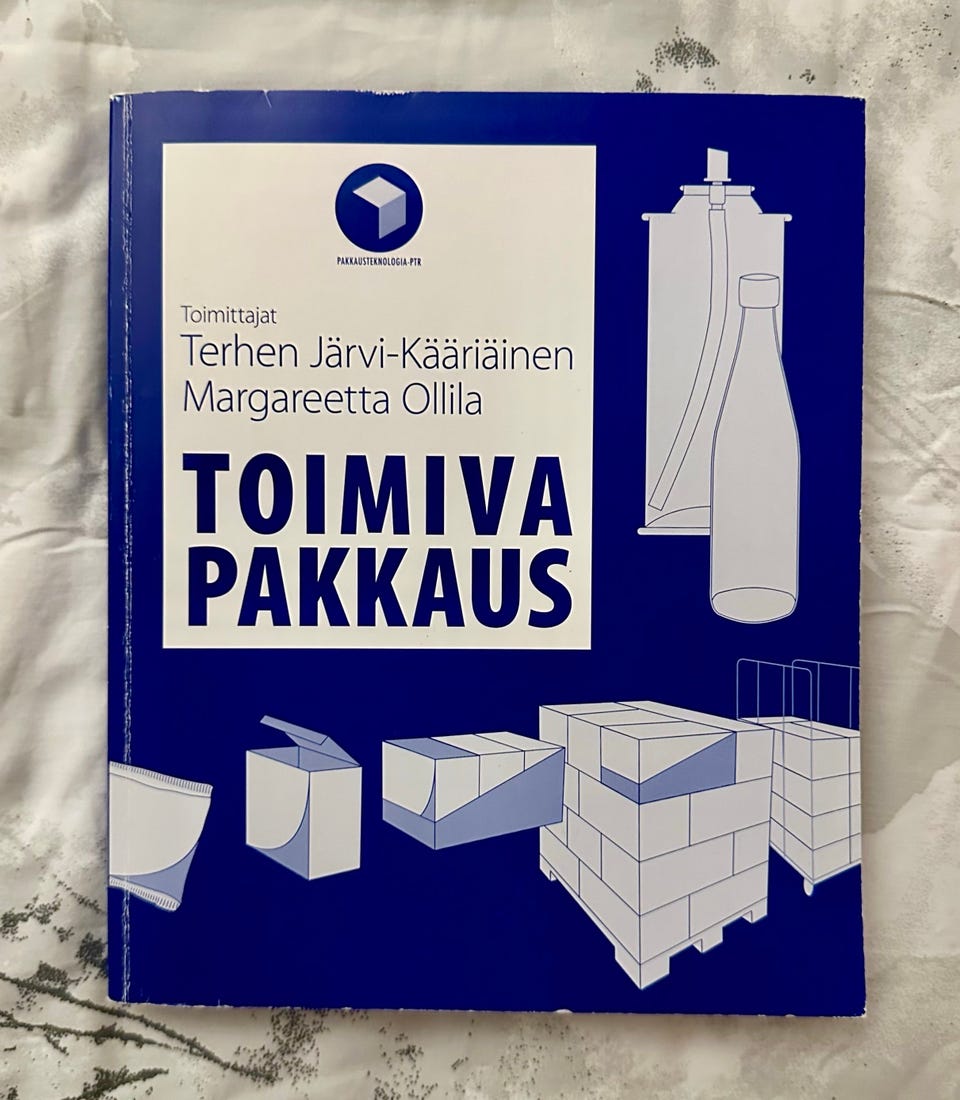 PAKKAUSTEKNOLOGIA-PTR
Toimittajat
Terhen Järvi-Kääriäinen
Margareetta Ollila
TOIMIVA
PAKKAUS